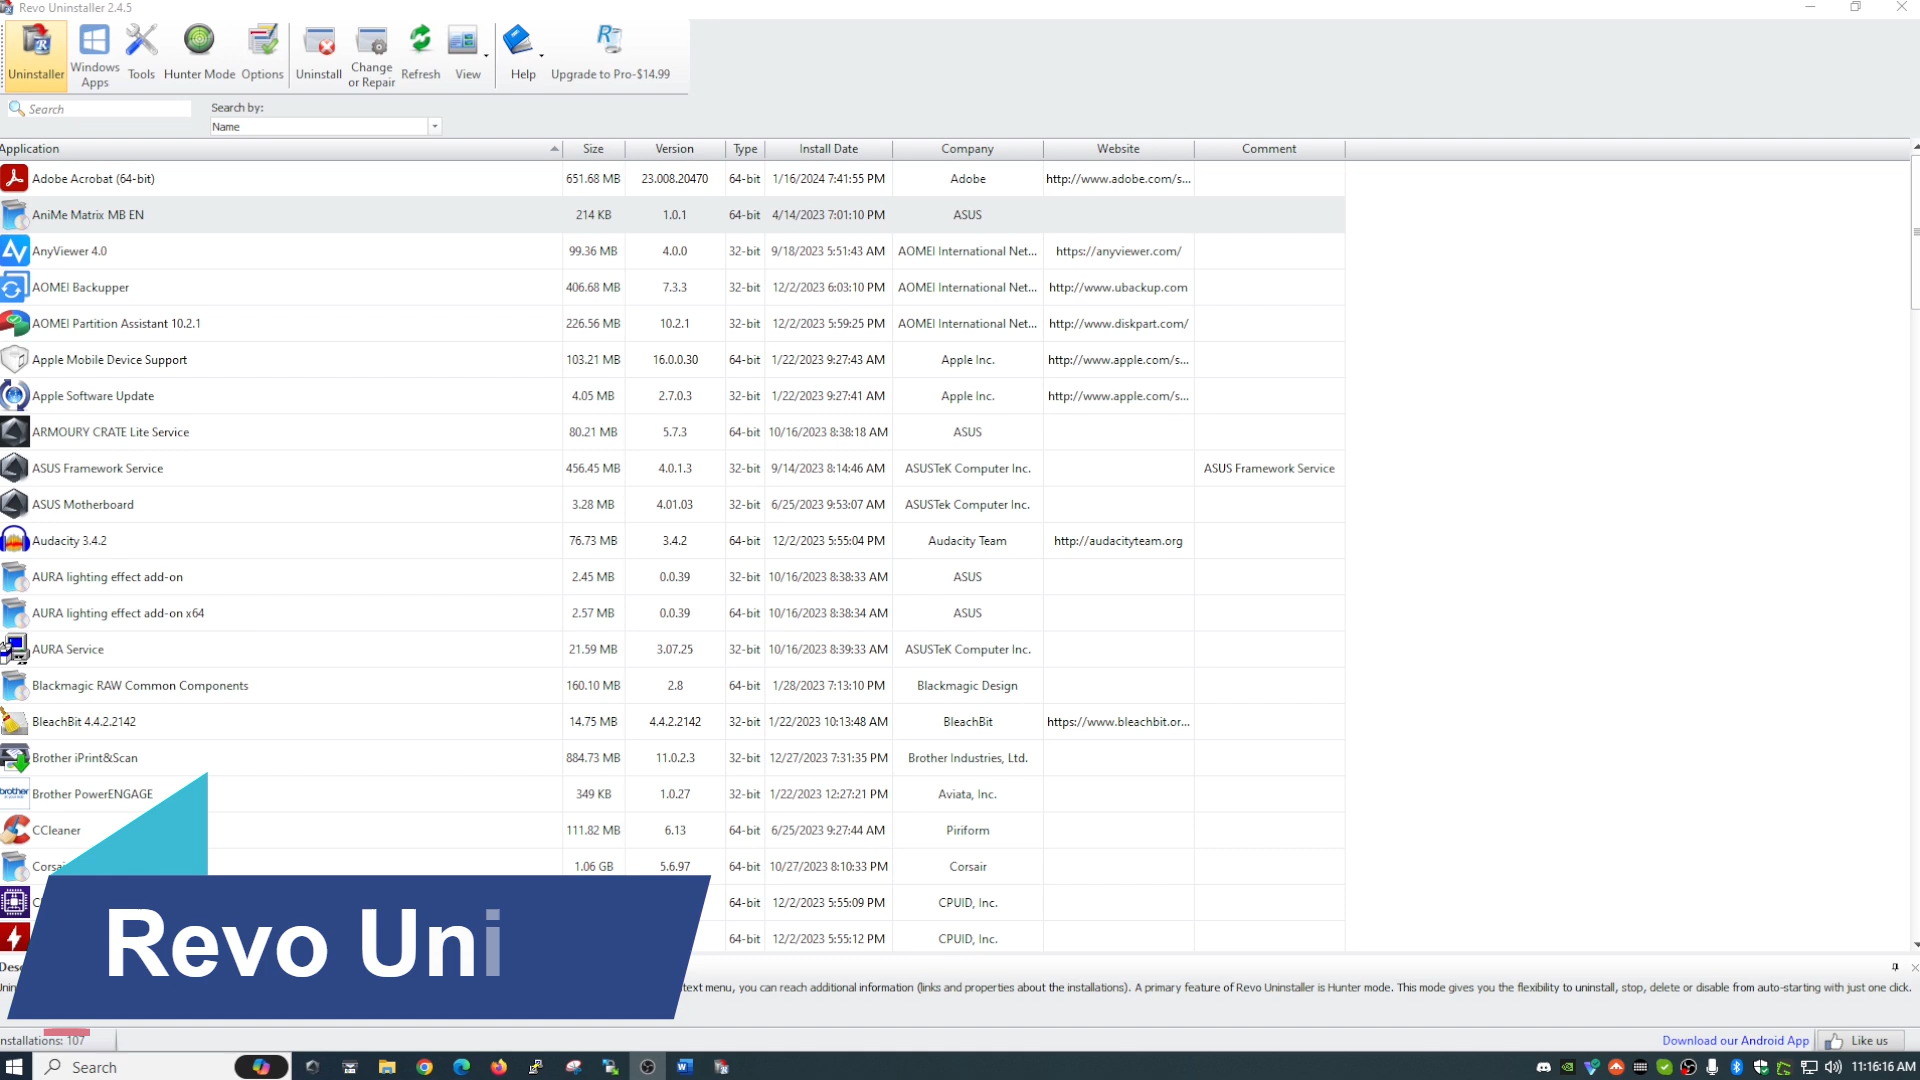 Revo Uninstaller 2.4.5
Uninstaller
Windows Apps
Tools
Hunter Mode
Options
Uninstall
Change or Repair
Refresh
View
Help
Upgrade to Pro-$14.99
Search
Search by:
Name
Application Size Version Type Install Date Company Website Comment
Adobe Acrobat (64-bit) 651.68 MB 23.008.20470 64-bit 1/16/2024 7:41:55 PM Adobe http://www.adobe.com/s...
AniMe Matrix MB EN 214 KB 1.0.1 64-bit 4/14/2023 7:01:10 PM ASUS
AnyViewer 4.0 99.36 MB 4.0.0 32-bit 9/18/2023 5:51:43 AM AOMEI International Net... https://anyviewer.com/
AOMEI Backupper 406.68 MB 7.3.3 32-bit 12/2/2023 6:03:10 PM AOMEI International Net... http://www.ubackup.com
AOMEI Partition Assistant 10.2.1 226.56 MB 10.2.1 32-bit 12/2/2023 5:59:25 PM AOMEI International Net... http://www.diskpart.com/
Apple Mobile Device Support 103.21 MB 16.0.0.30 64-bit 1/22/2023 9:27:43 AM Apple Inc. http://www.apple.com/s...
Apple Software Update 4.05 MB 2.7.0.3 32-bit 1/22/2023 9:27:41 AM Apple Inc. http://www.apple.com/s...
ARMOURY CRATE Lite Service 80.21 MB 5.7.3 64-bit 10/16/2023 8:38:18 AM ASUS
ASUS Framework Service 456.45 MB 4.0.1.3 32-bit 9/14/2023 8:14:46 AM ASUSTeK Computer Inc. ASUS Framework Service
ASUS Motherboard 3.28 MB 4.01.03 32-bit 6/25/2023 9:53:07 AM ASUSTek Computer Inc.
Audacity 3.4.2 76.73 MB 3.4.2 64-bit 12/2/2023 5:55:04 PM Audacity Team http://audacityteam.org
AURA lighting effect add-on 2.45 MB 0.0.39 32-bit 10/16/2023 8:38:33 AM ASUS
AURA lighting effect add-on x64 2.57 MB 0.0.39 64-bit 10/16/2023 8:38:34 AM ASUS
AURA Service 21.59 MB 3.07.25 32-bit 10/16/2023 8:39:33 AM ASUSTeK Computer Inc.
Blackmagic RAW Common Components 160.10 MB 2.8 64-bit 1/28/2023 7:13:10 PM Blackmagic Design
BleachBit 4.4.2.2142 14.75 MB 4.4.2.2142 32-bit 1/22/2023 10:13:48 AM BleachBit https://www.bleachbit.or...
Brother iPrint&Scan 884.73 MB 11.0.2.3 32-bit 12/27/2023 7:31:35 PM Brother Industries, Ltd.
brother Brother PowerENGAGE 349 KB 1.0.27 32-bit 1/22/2023 12:27:21 PM Aviata, Inc.
CCleaner 111.82 MB 6.13 64-bit 6/25/2023 9:27:44 AM Piriform
Corsai 1.06 GB 5.6.97 64-bit 10/27/2023 8:10:33 PM Corsair
64-bit 12/2/2023 5:55:09 PM CPUID, Inc.
64-bit 12/2/2023 5:55:12 PM CPUID, Inc.
Revo Uni
text menu, you can reach additional information (links and properties about the installations). A primary feature of Revo Uninstaller is Hunter mode. This mode gives you the flexibility to uninstall, stop, delete or disable from auto-starting with just one click.
nstallations: 107
Download our Android App
Like us
Search
11:16:16 AM